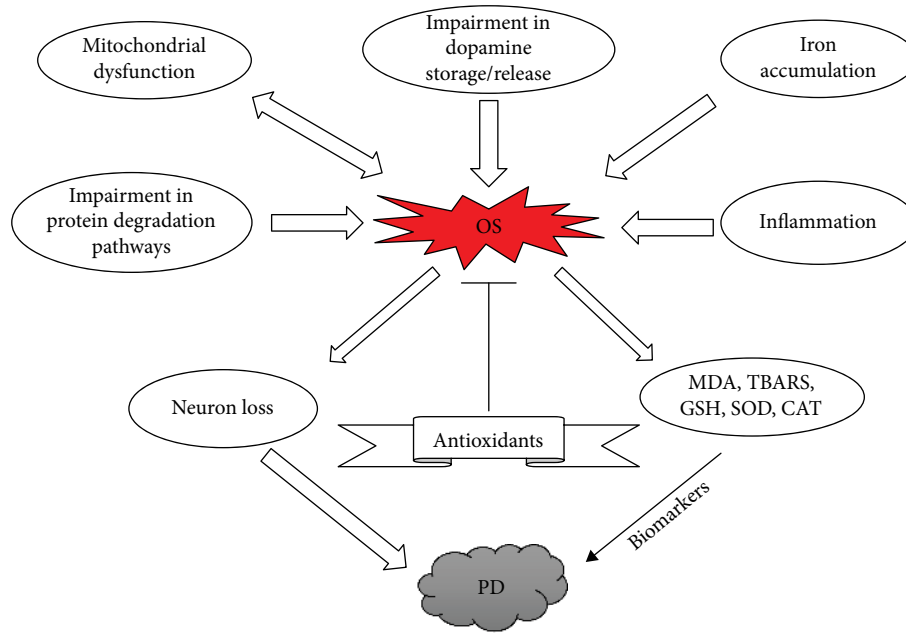 Mitochondrial
dysfunction
Impairment in
dopamine
storage/release
Iron
accumulation
Impairment in
protein degradation
pathways
OS
Inflammation
Neuron loss
Antioxidants
MDA, TBARS,
GSH, SOD, CAT
Biomarkers
PD